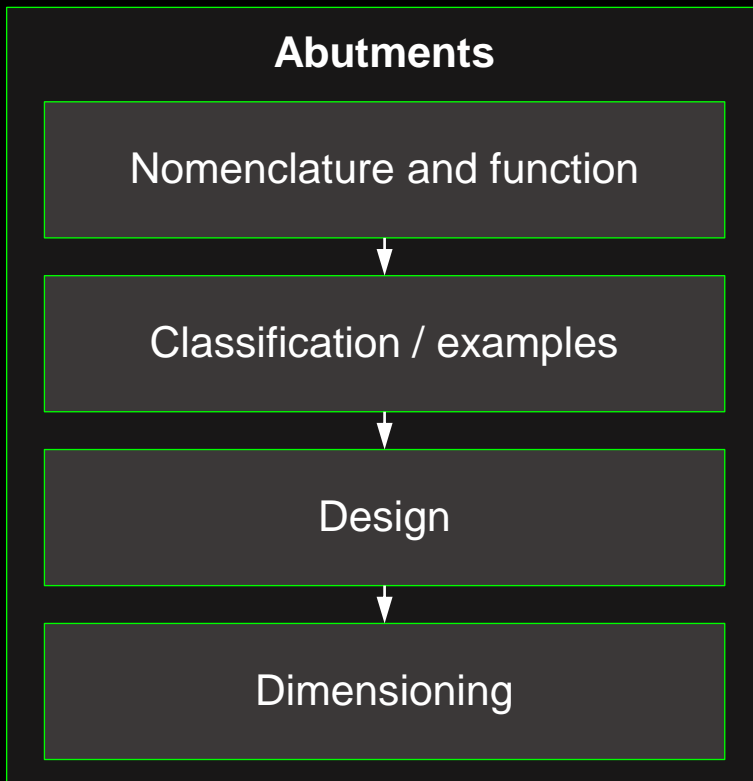 Abutments
Nomenclature and function
Classification / examples
Design
Dimensioning